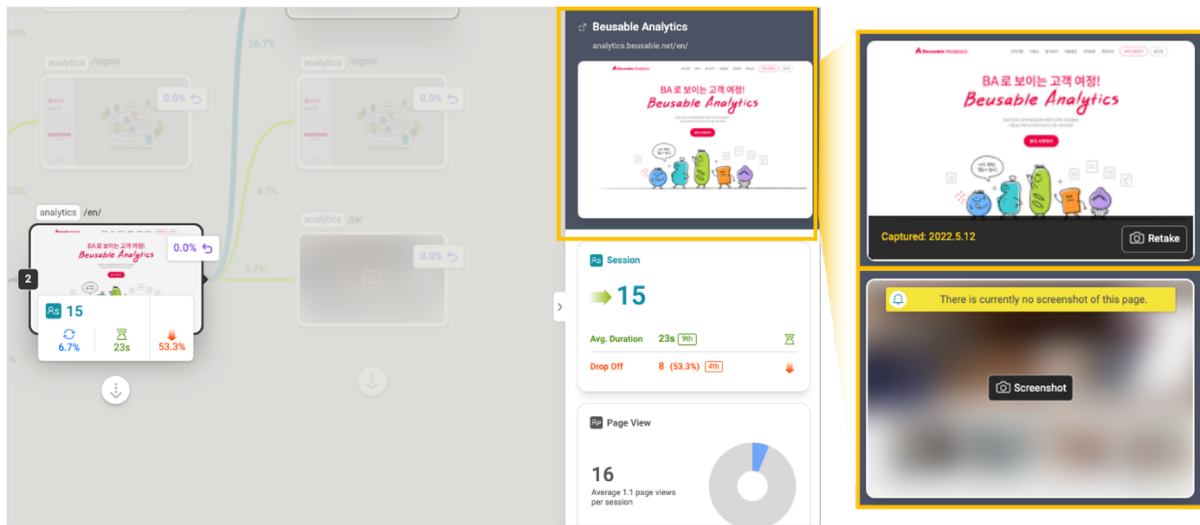 26.7%
analytics /signin
0.0%
analytics /signin
0.0%
6.7%
analytics /en/
BA로 보이는 고객 여정!
Beusable Analytics
0.0%
2
15
6.7%
23s
53.3%
analytics /ja/
0.0%
6.7%
Beusable Analytics
analytics.beusable.net/en/
Beusable Analytics
BA로 보이는 고객 여정!
Beusable Analytics
Session
15
Avg. Duration 23s 9th
Drop Off 8 (53.3%) 4th
Page View
16
Average 1.1 page views
per session
Beusable Analytics
BA로 보이는 고객 여정!
Beusable Analytics
Captured: 2022.5.12
Retake
There is currently no screenshot of this page.
Screenshot